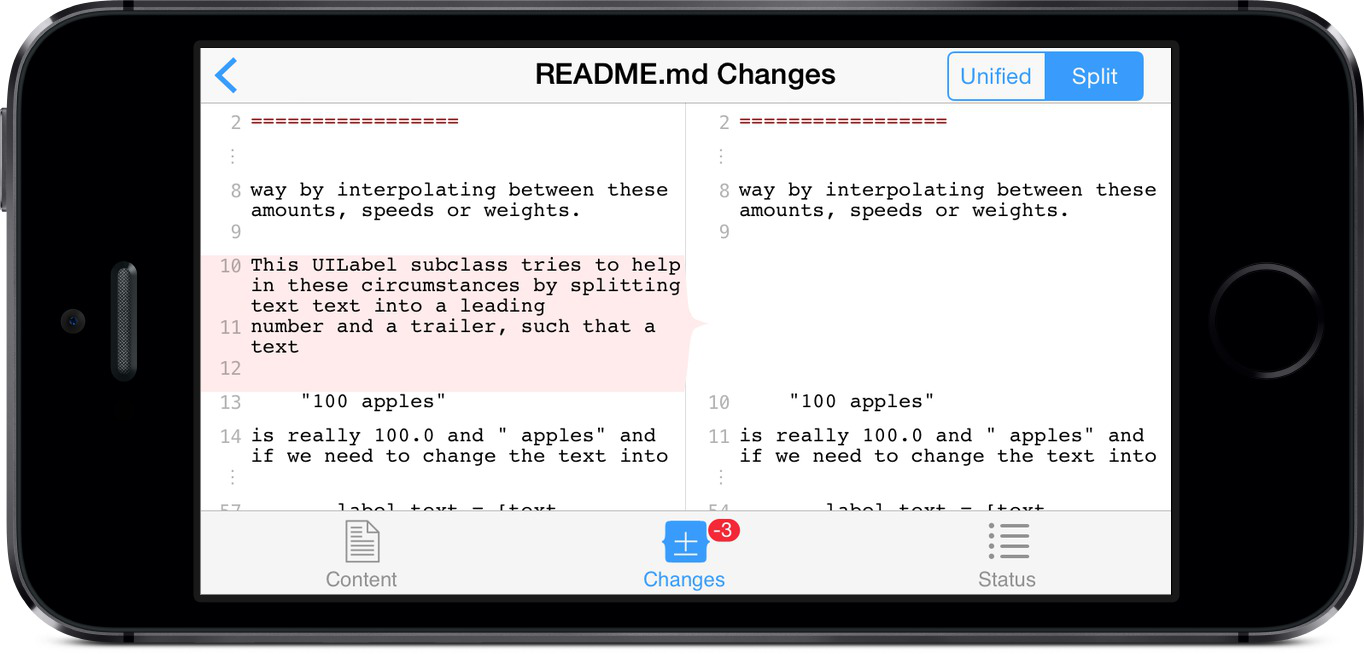 README.md Changes
Unified
Split
2 =================
⋮
8 way by interpolating between these
amounts, speeds or weights.
9
10 This UILabel subclass tries to help
in these circumstances by splitting
text text into a leading
11 number and a trailer, such that a
text
12
13 "100 apples"
14 is really 100.0 and " apples" and
if we need to change the text into
⋮
57 label text = [text
2 =================
⋮
8 way by interpolating between these
amounts, speeds or weights.
9
10 "100 apples"
11 is really 100.0 and " apples" and
if we need to change the text into
⋮
54 label text = [text
Content
Changes
-3
Status